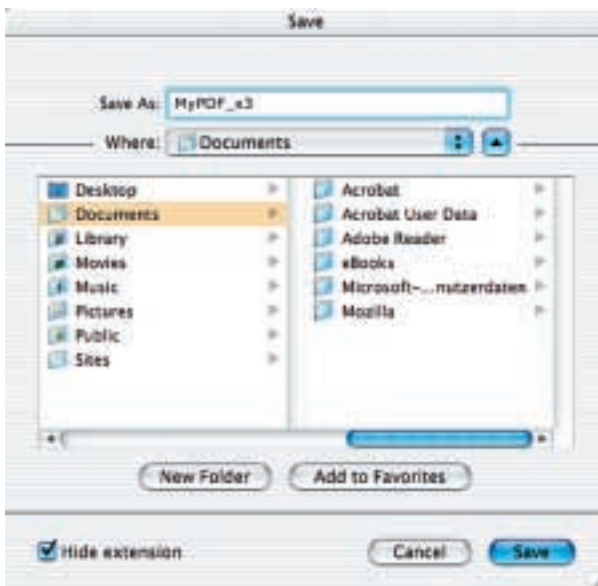 Save
Save As: MyPDF_x3
Where: Documents
Desktop
Documents
Library
Movies
Music
Pictures
Public
Sites
Acrobat
Acrobat User Data
Adobe Reader
eBooks
Microsoft-...nutzerdaten
Mozilla
New Folder Add to Favorites
Hide extension Cancel Save